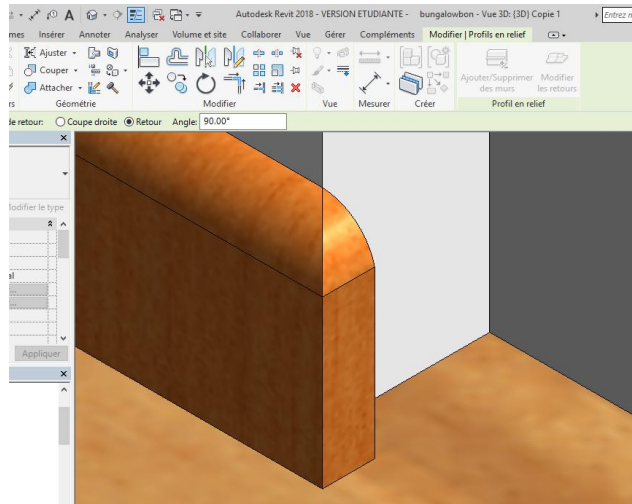 A
Autodesk Revit 2018 - VERSION ETUDIANTE - bungalowbon - Vue 3D: {3D} Copie 1
Entrez
mes Insérer Annoter Analyser Volume et site Collaborer Vue Gérer Compléments Modifier | Profils en relief
Ajuster
Couper
Attacher
Ajouter/Supprimer des murs
Modifier les retours
rs Géométrie Modifier Vue Mesurer Créer Profil en relief
de retour: Coupe droite Retour Angle: 90.00°
Modifier le type
al
Appliquer